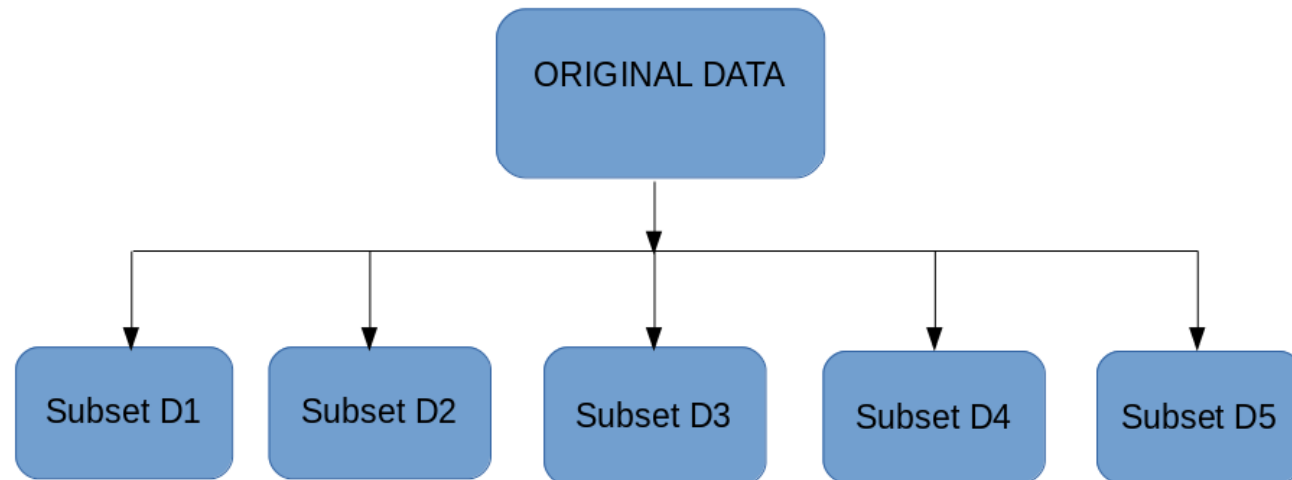 ORIGINAL DATA
Subset D1
Subset D2
Subset D3
Subset D4
Subset D5